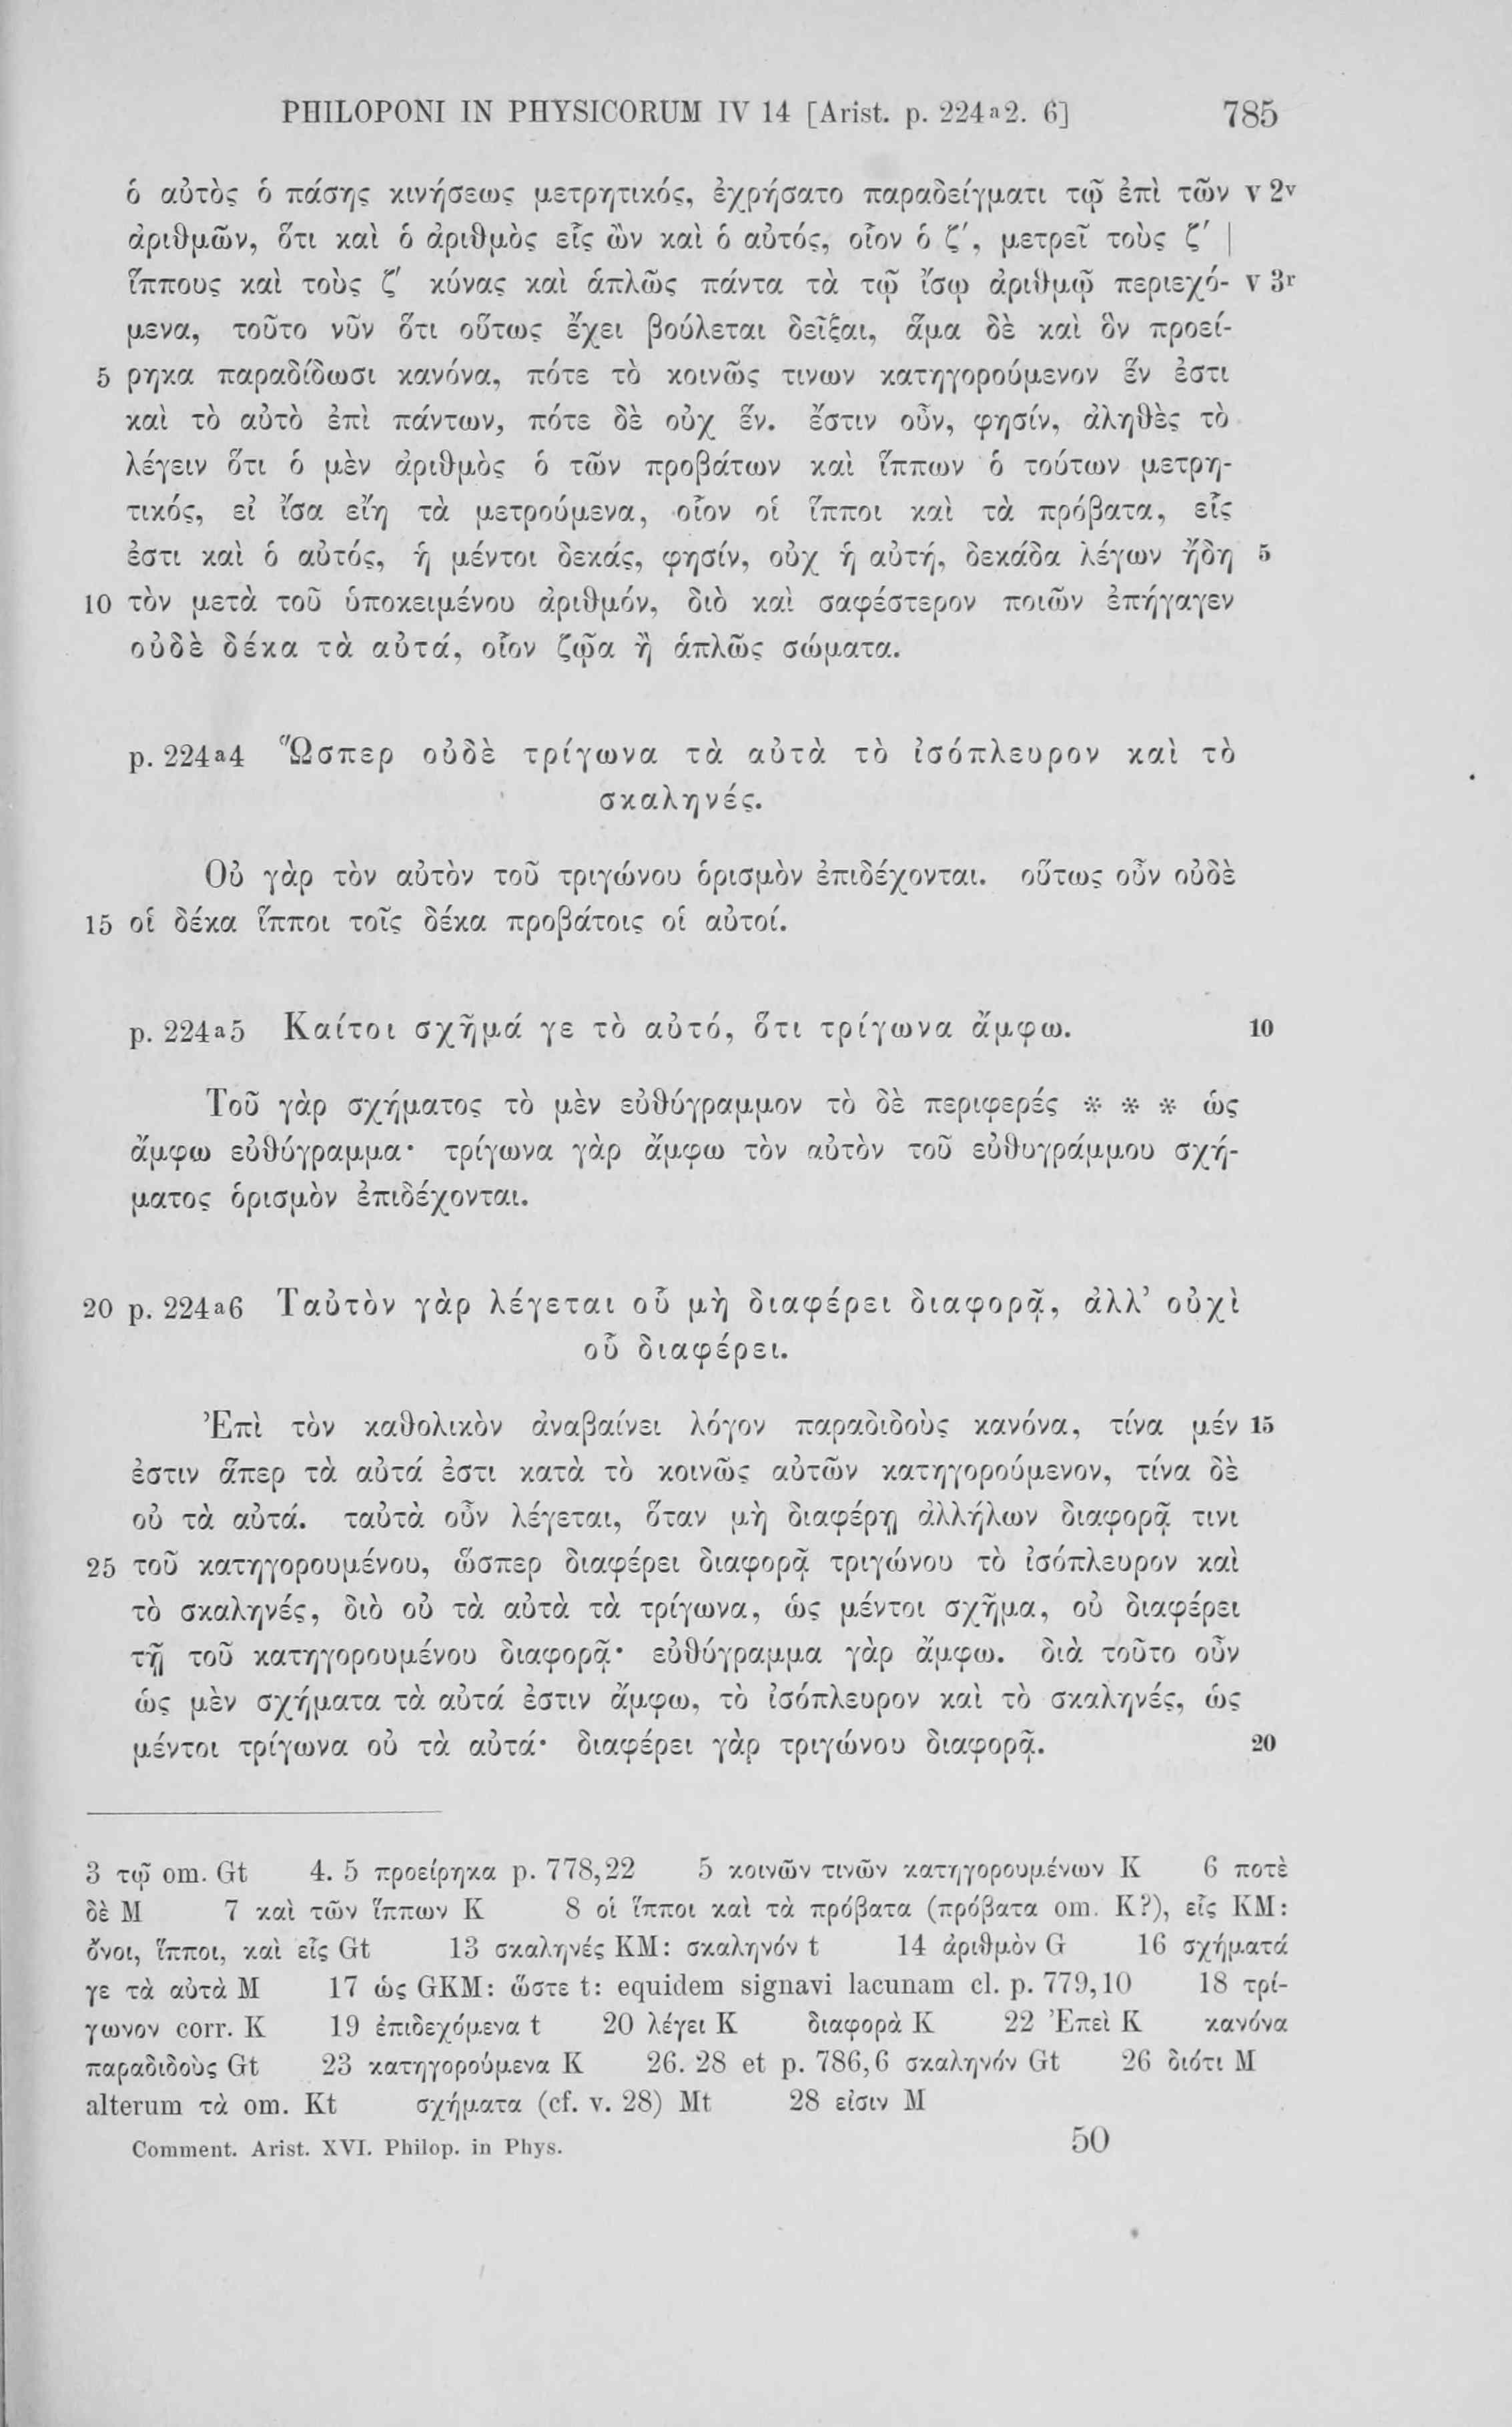 PHILOPONI IN PHYSICORUM IV 14 [Arist. p. 224a2. 6] 785
ὁ αὐτὸς ὁ πάσης κινήσεως μετρητικός, ἐχρήσατο παραδείγματι τῷ ἐπὶ τῶν v 2v
ἀριθμῶν, ὅτι καὶ ὁ ἀριθμὸς εἷς ὢν καὶ ὁ αὐτός, οἷον ὁ ζʹ, μετρεῖ τοὺς ζʹ |
ἵππους καὶ τοὺς ζʹ κύνας καὶ ἁπλῶς πάντα τὰ τῷ ἴσῳ ἀριθμῷ περιεχό- v 3r
μενα, τοῦτο νῦν ὅτι οὕτως ἔχει βούλεται δεῖξαι, ἅμα δὲ καὶ ὃν προεί-
5 ρηκα παραδίδωσι κανόνα, πότε τὸ κοινῶς τινων κατηγορούμενον ἕν ἐστι
καὶ τὸ αὐτὸ ἐπὶ πάντων, πότε δὲ οὐχ ἕν. ἔστιν οὖν, φησίν, ἀληθὲς τὸ
λέγειν ὅτι ὁ μὲν ἀριθμὸς ὁ τῶν προβάτων καὶ ἵππων ὁ τούτων μετρη-
τικός, εἰ ἴσα εἴη τὰ μετρούμενα, οἷον οἱ ἵπποι καὶ τὰ πρόβατα, εἷς
ἐστι καὶ ὁ αὐτός, ἡ μέντοι δεκάς, φησίν, οὐχ ἡ αὐτή, δεκάδα λέγων ἤδη 5
10 τὸν μετὰ τοῦ ὑποκειμένου ἀριθμόν, διὸ καὶ σαφέστερον ποιῶν ἐπήγαγεν
οὐδὲ δέκα τὰ αὐτά, οἷον ζῷα ἢ ἁπλῶς σώματα.
p. 224a4 Ὥσπερ οὐδὲ τρίγωνα τὰ αὐτὰ τὸ ἰσόπλευρον καὶ τὸ
σκαληνές.
Οὐ γὰρ τὸν αὐτὸν τοῦ τριγώνου ὁρισμὸν ἐπιδέχονται. οὕτως οὖν οὐδὲ
15 οἱ δέκα ἵπποι τοῖς δέκα προβάτοις οἱ αὐτοί.
p. 224a5 Καίτοι σχῆμά γε τὸ αὐτό, ὅτι τρίγωνα ἄμφω. 10
Τοῦ γὰρ σχήματος τὸ μὲν εὐθύγραμμον τὸ δὲ περιφερές * * * ὡς
ἄμφω εὐθύγραμμα· τρίγωνα γὰρ ἄμφω τὸν αὐτὸν τοῦ εὐθυγράμμου σχή-
ματος ὁρισμὸν ἐπιδέχονται.
20 p. 224a6 Ταὐτὸν γὰρ λέγεται οὗ μὴ διαφέρει διαφορᾷ, ἀλλ’ οὐχὶ
οὗ διαφέρει.
Ἐπὶ τὸν καθολικὸν ἀναβαίνει λόγον παραδιδοὺς κανόνα, τίνα μέν 15
ἐστιν ἅπερ τὰ αὐτά ἐστι κατὰ τὸ κοινῶς αὐτῶν κατηγορούμενον, τίνα δὲ
οὐ τὰ αὐτά. ταὐτὰ οὖν λέγεται, ὅταν μὴ διαφέρῃ ἀλλήλων διαφορᾷ τινι
25 τοῦ κατηγορουμένου, ὥσπερ διαφέρει διαφορᾷ τριγώνου τὸ ἰσόπλευρον καὶ
τὸ σκαληνές, διὸ οὐ τὰ αὐτὰ τὰ τρίγωνα, ὡς μέντοι σχῆμα, οὐ διαφέρει
τῇ τοῦ κατηγορουμένου διαφορᾷ· εὐθύγραμμα γὰρ ἄμφω. διὰ τοῦτο οὖν
ὡς μὲν σχήματα τὰ αὐτά ἐστιν ἄμφω, τὸ ἰσόπλευρον καὶ τὸ σκαληνές, ὡς
μέντοι τρίγωνα οὐ τὰ αὐτά· διαφέρει γὰρ τριγώνου διαφορᾷ. 20
3 τῷ om. Gt 4. 5 προείρηκα p. 778,22 5 κοινῶν τινῶν κατηγορουμένων K 6 ποτὲ
δὲ M 7 καὶ τῶν ἵππων K 8 οἱ ἵπποι καὶ τὰ πρόβατα (πρόβατα om. K?), εἷς KM:
ὄνοι, ἵπποι, καὶ εἷς Gt 13 σκαληνές KM: σκαληνόν t 14 ἀριθμὸν G 16 σχήματά
γε τὰ αὐτὰ M 17 ὡς GKM: ὥστε t: equidem signavi lacunam cl. p. 779,10 18 τρί-
γωνον corr. K 19 ἐπιδεχόμενα t 20 λέγει K διαφορὰ K 22 Ἐπεὶ K κανόνα
παραδιδοὺς Gt 23 κατηγορούμενα K 26. 28 et p. 786,6 σκαληνόν Gt 26 διότι M
alterum τὰ om. Kt σχήματα (cf. v. 28) Mt 28 εἰσιν M
Comment. Arist. XVI. Philop. in Phys. 50